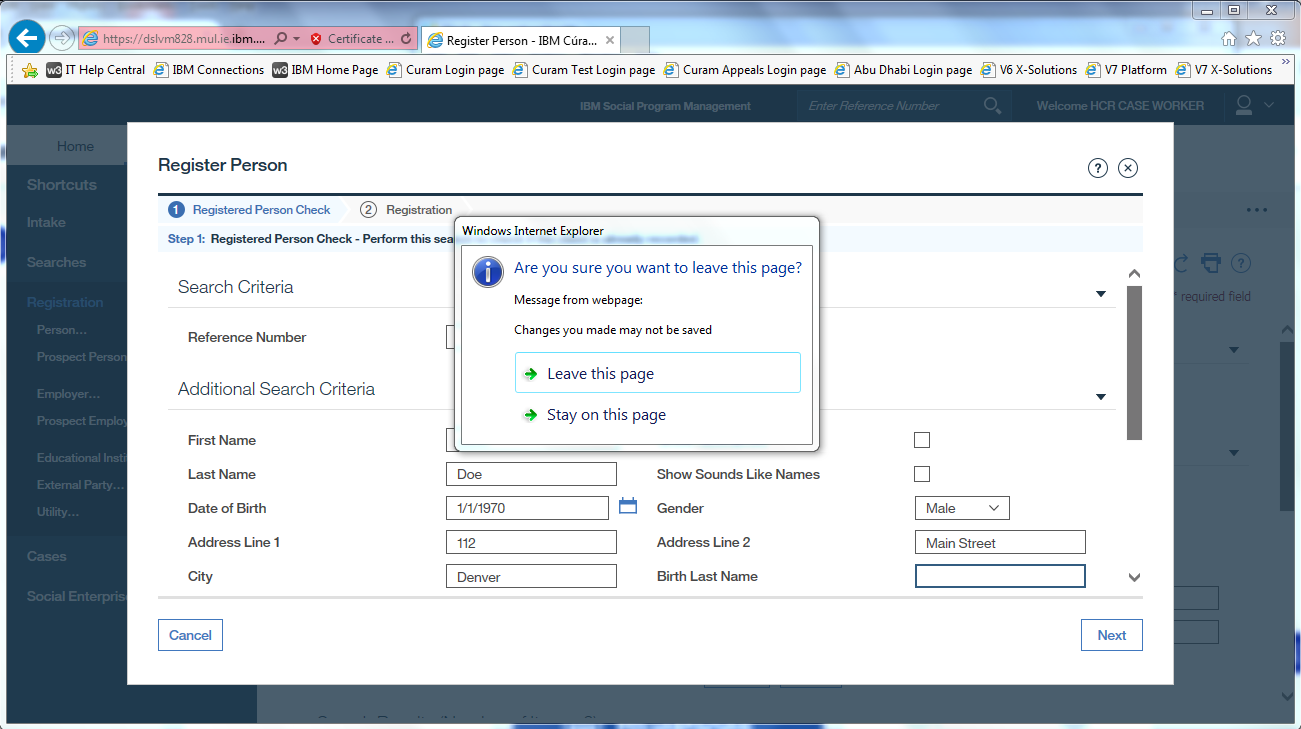 https://dslvm828.mul.ie.ibm.... Certificate ... Register Person - IBM Cúra...
IT Help Central IBM Connections IBM Home Page Curam Login page Curam Test Login page Curam Appeals Login page Abu Dhabi Login page V6 X-Solutions V7 Platform V7 X-Solutions
IBM Social Program Management Enter Reference Number Welcome HCR CASE WORKER
Home
Shortcuts
Intake
Searches
Registration
Person...
Prospect Person
Employer...
Prospect Employ
Educational Insti
External Party...
Utility...
Cases
Social Enterpris
Register Person
?
1 Registered Person Check 2 Registration
Step 1: Registered Person Check - Perform this sea
Windows Internet Explorer
Are you sure you want to leave this page?
Message from webpage:
Changes you made may not be saved
Leave this page
Stay on this page
Search Criteria
Reference Number
Additional Search Criteria
First Name
Last Name Doe Show Sounds Like Names
Date of Birth 1/1/1970 Gender Male
Address Line 1 112 Address Line 2 Main Street
City Denver Birth Last Name
Cancel Next
?
* required field